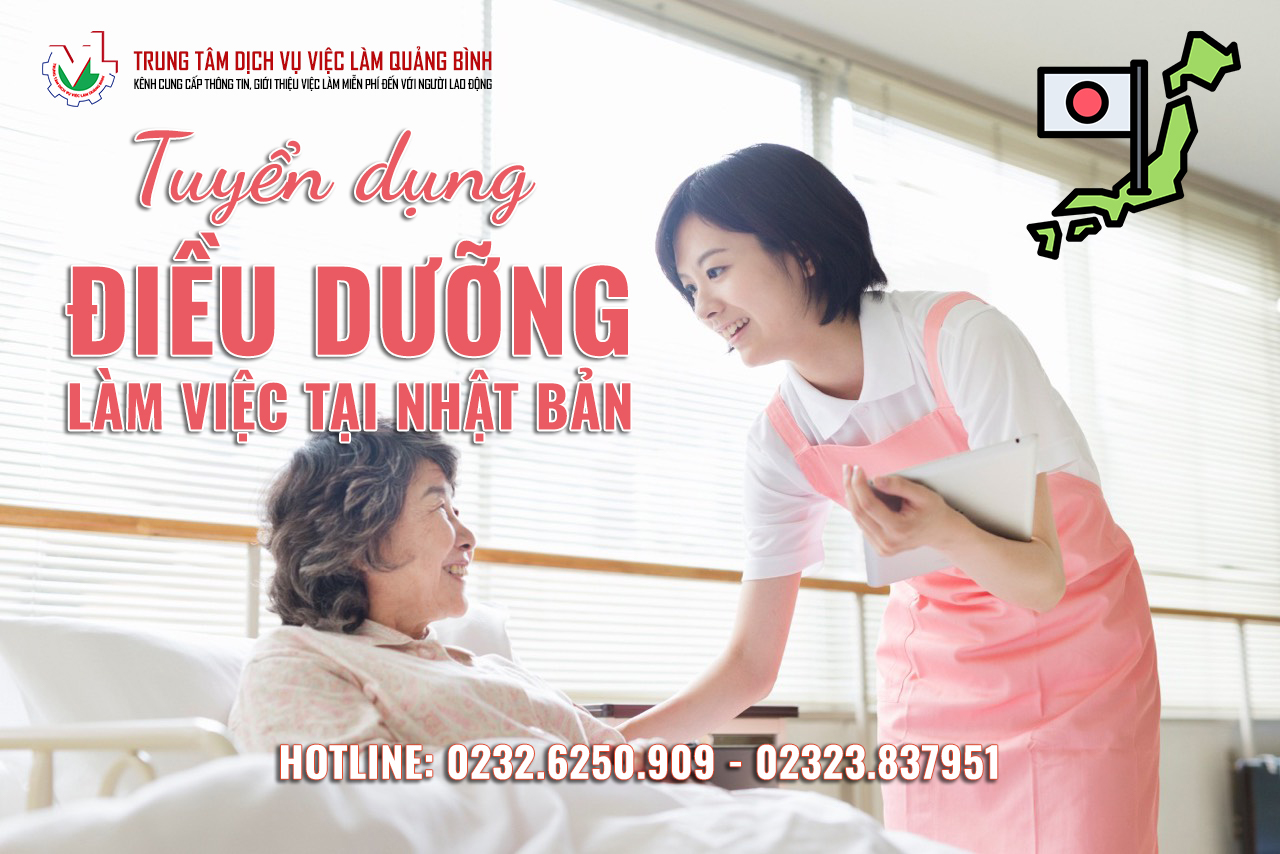 TRUNG TÂM DỊCH VỤ VIỆC LÀM QUẢNG BÌNH
KÊNH CUNG CẤP THÔNG TIN, GIỚI THIỆU VIỆC LÀM MIỄN PHÍ ĐẾN VỚI NGƯỜI LAO ĐỘNG
Tuyển dụng
ĐIỀU DƯỠNG
LÀM VIỆC TẠI NHẬT BẢN
HOTLINE: 0232.6250.909 - 02323.837951